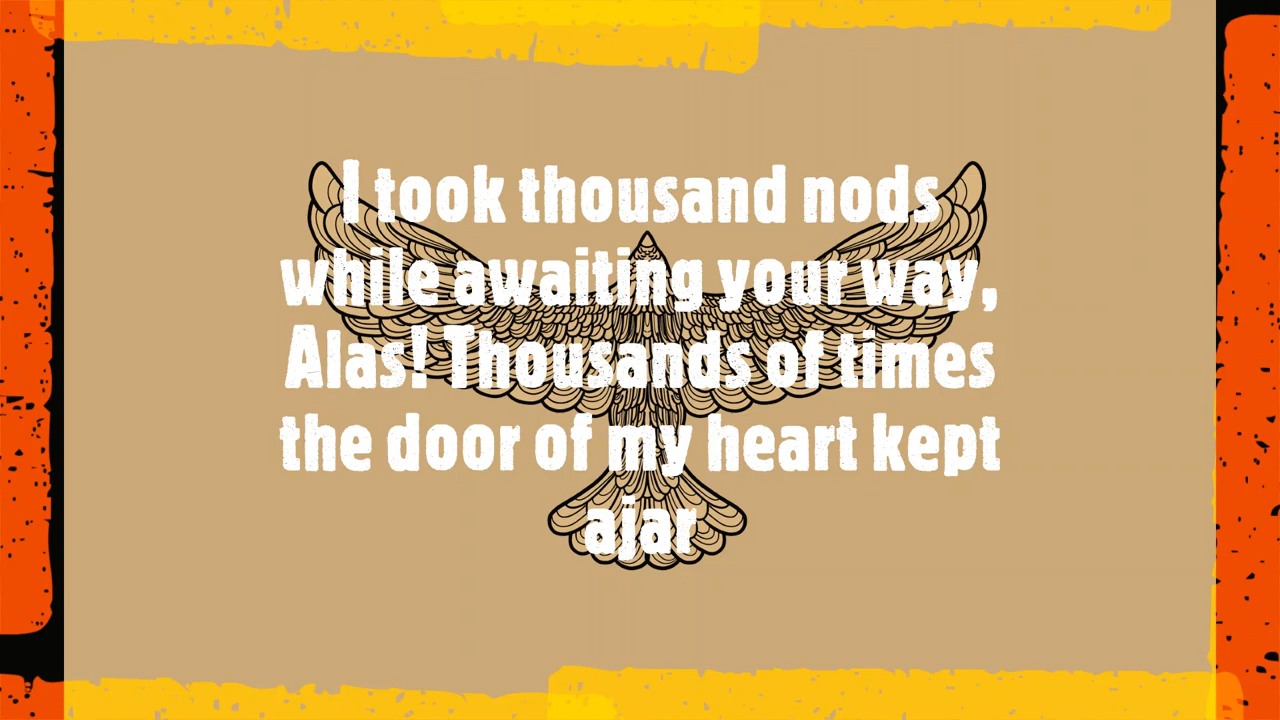 I took thousand nods
while awaiting your way,
Alas! Thousands of times
the door of my heart kept
ajar